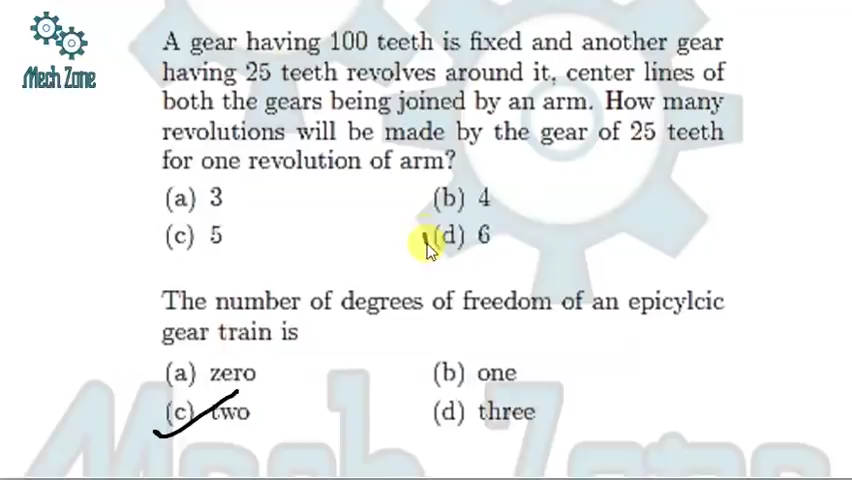 Mech Zone
A gear having 100 teeth is fixed and another gear
having 25 teeth revolves around it, center lines of
both the gears being joined by an arm. How many
revolutions will be made by the gear of 25 teeth
for one revolution of arm?
(a) 3 (b) 4
(c) 5 (d) 6
The number of degrees of freedom of an epicylcic
gear train is
(a) zero (b) one
(c) two (d) three